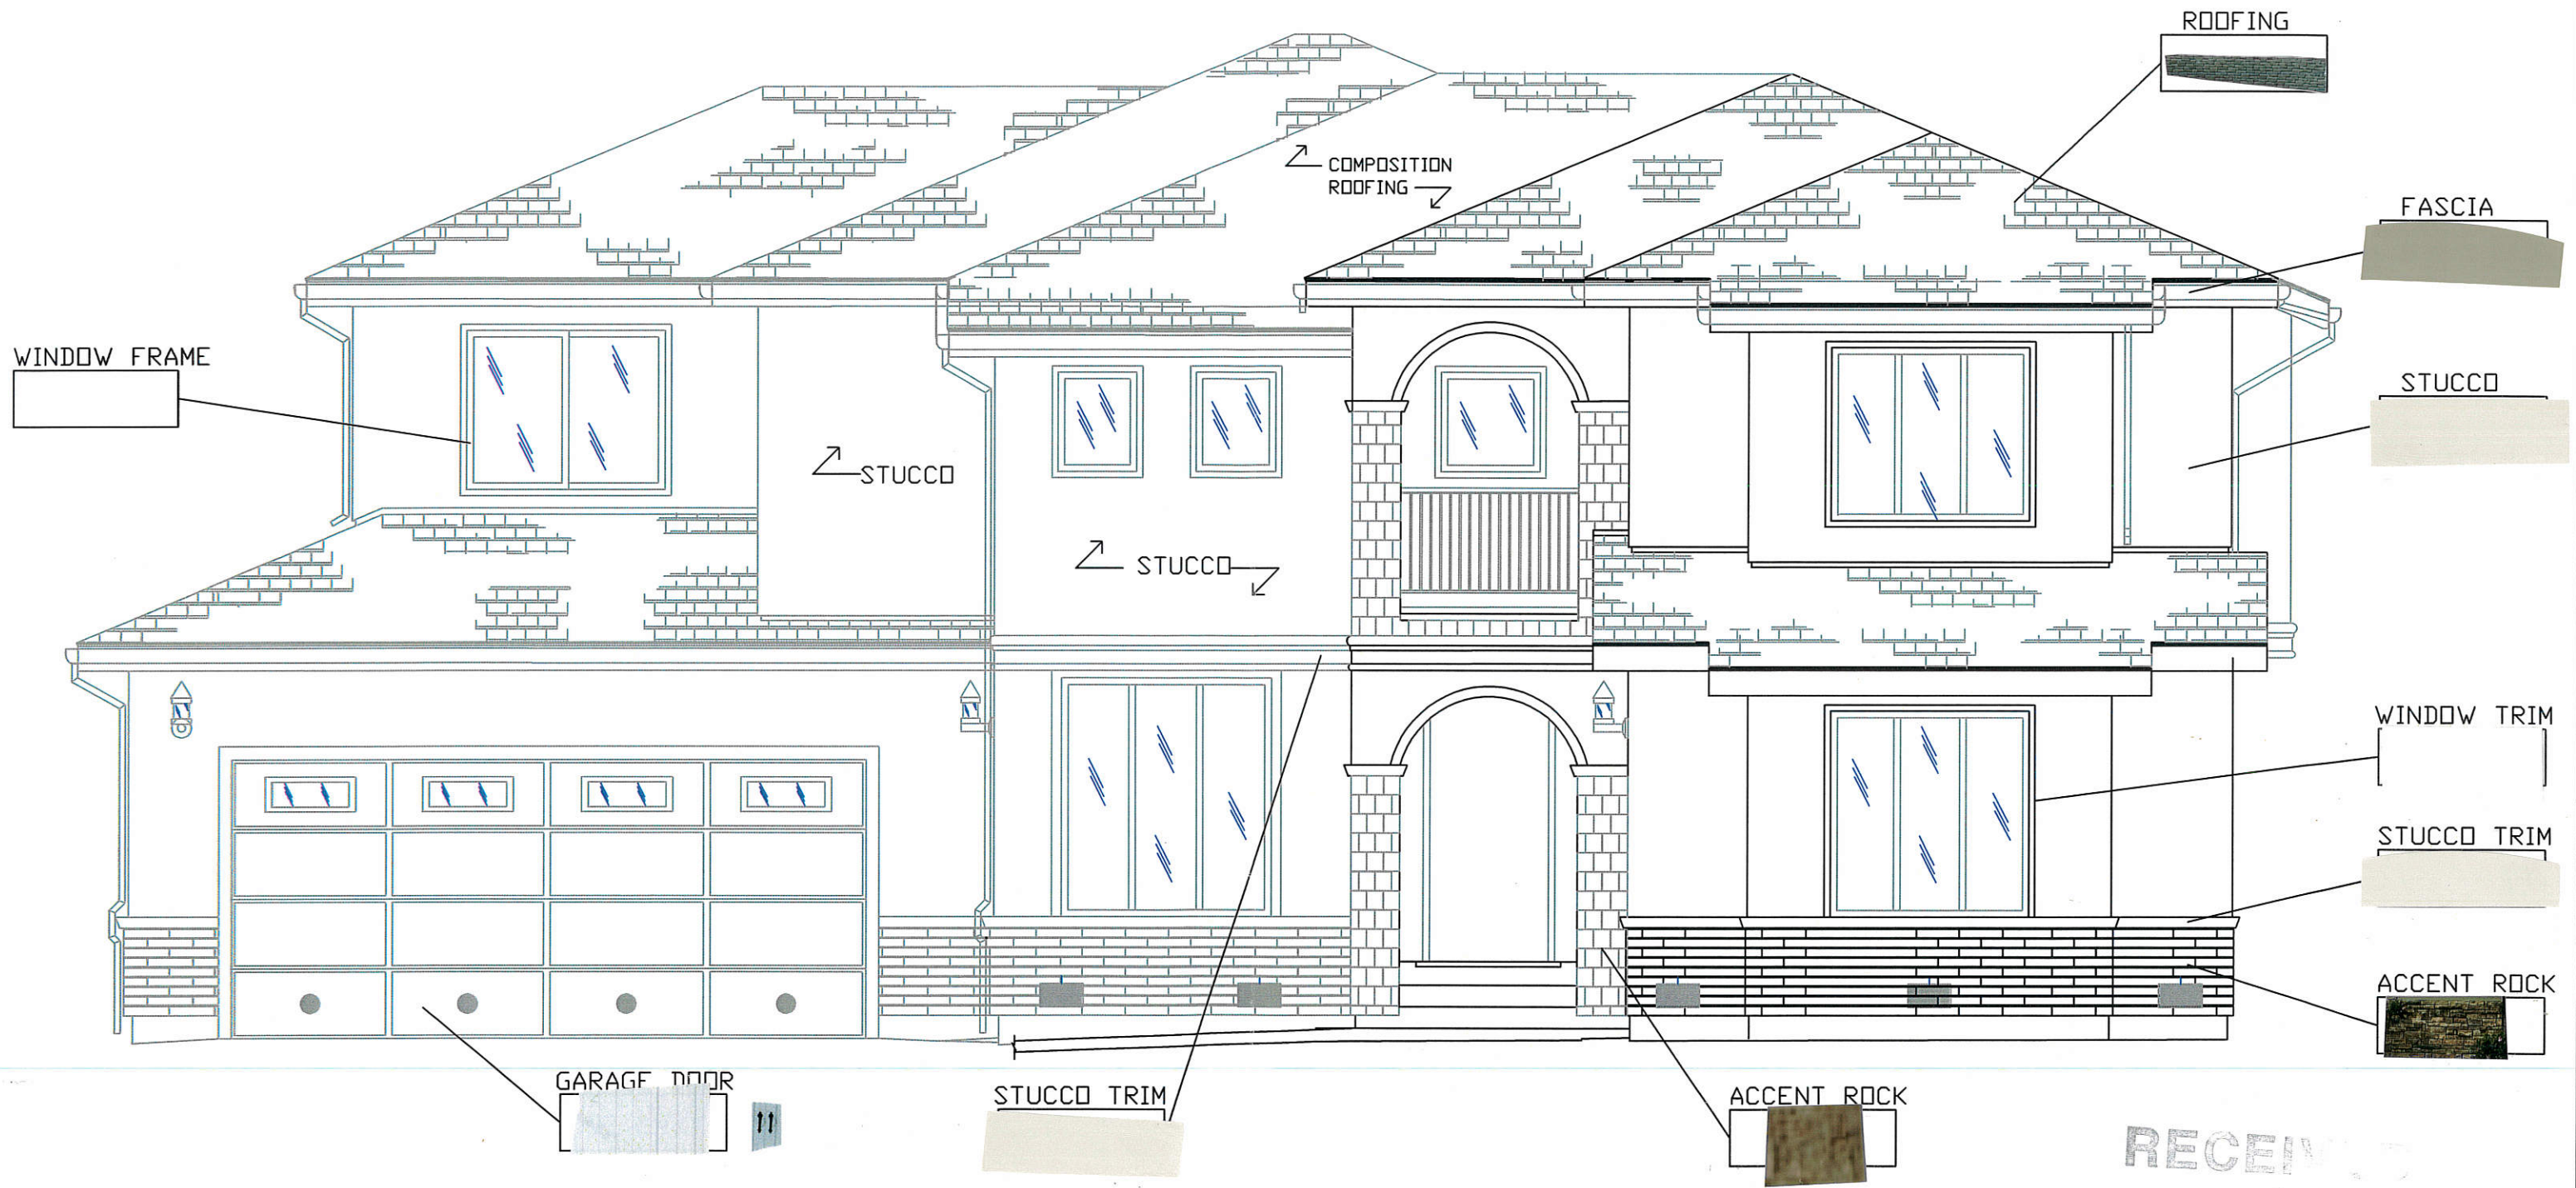 ROOFING
COMPOSITION
ROOFING
FASCIA
WINDOW FRAME
STUCCO
STUCCO
STUCCO
WINDOW TRIM
STUCCO TRIM
ACCENT ROCK
GARAGE DOOR
STUCCO TRIM
ACCENT ROCK